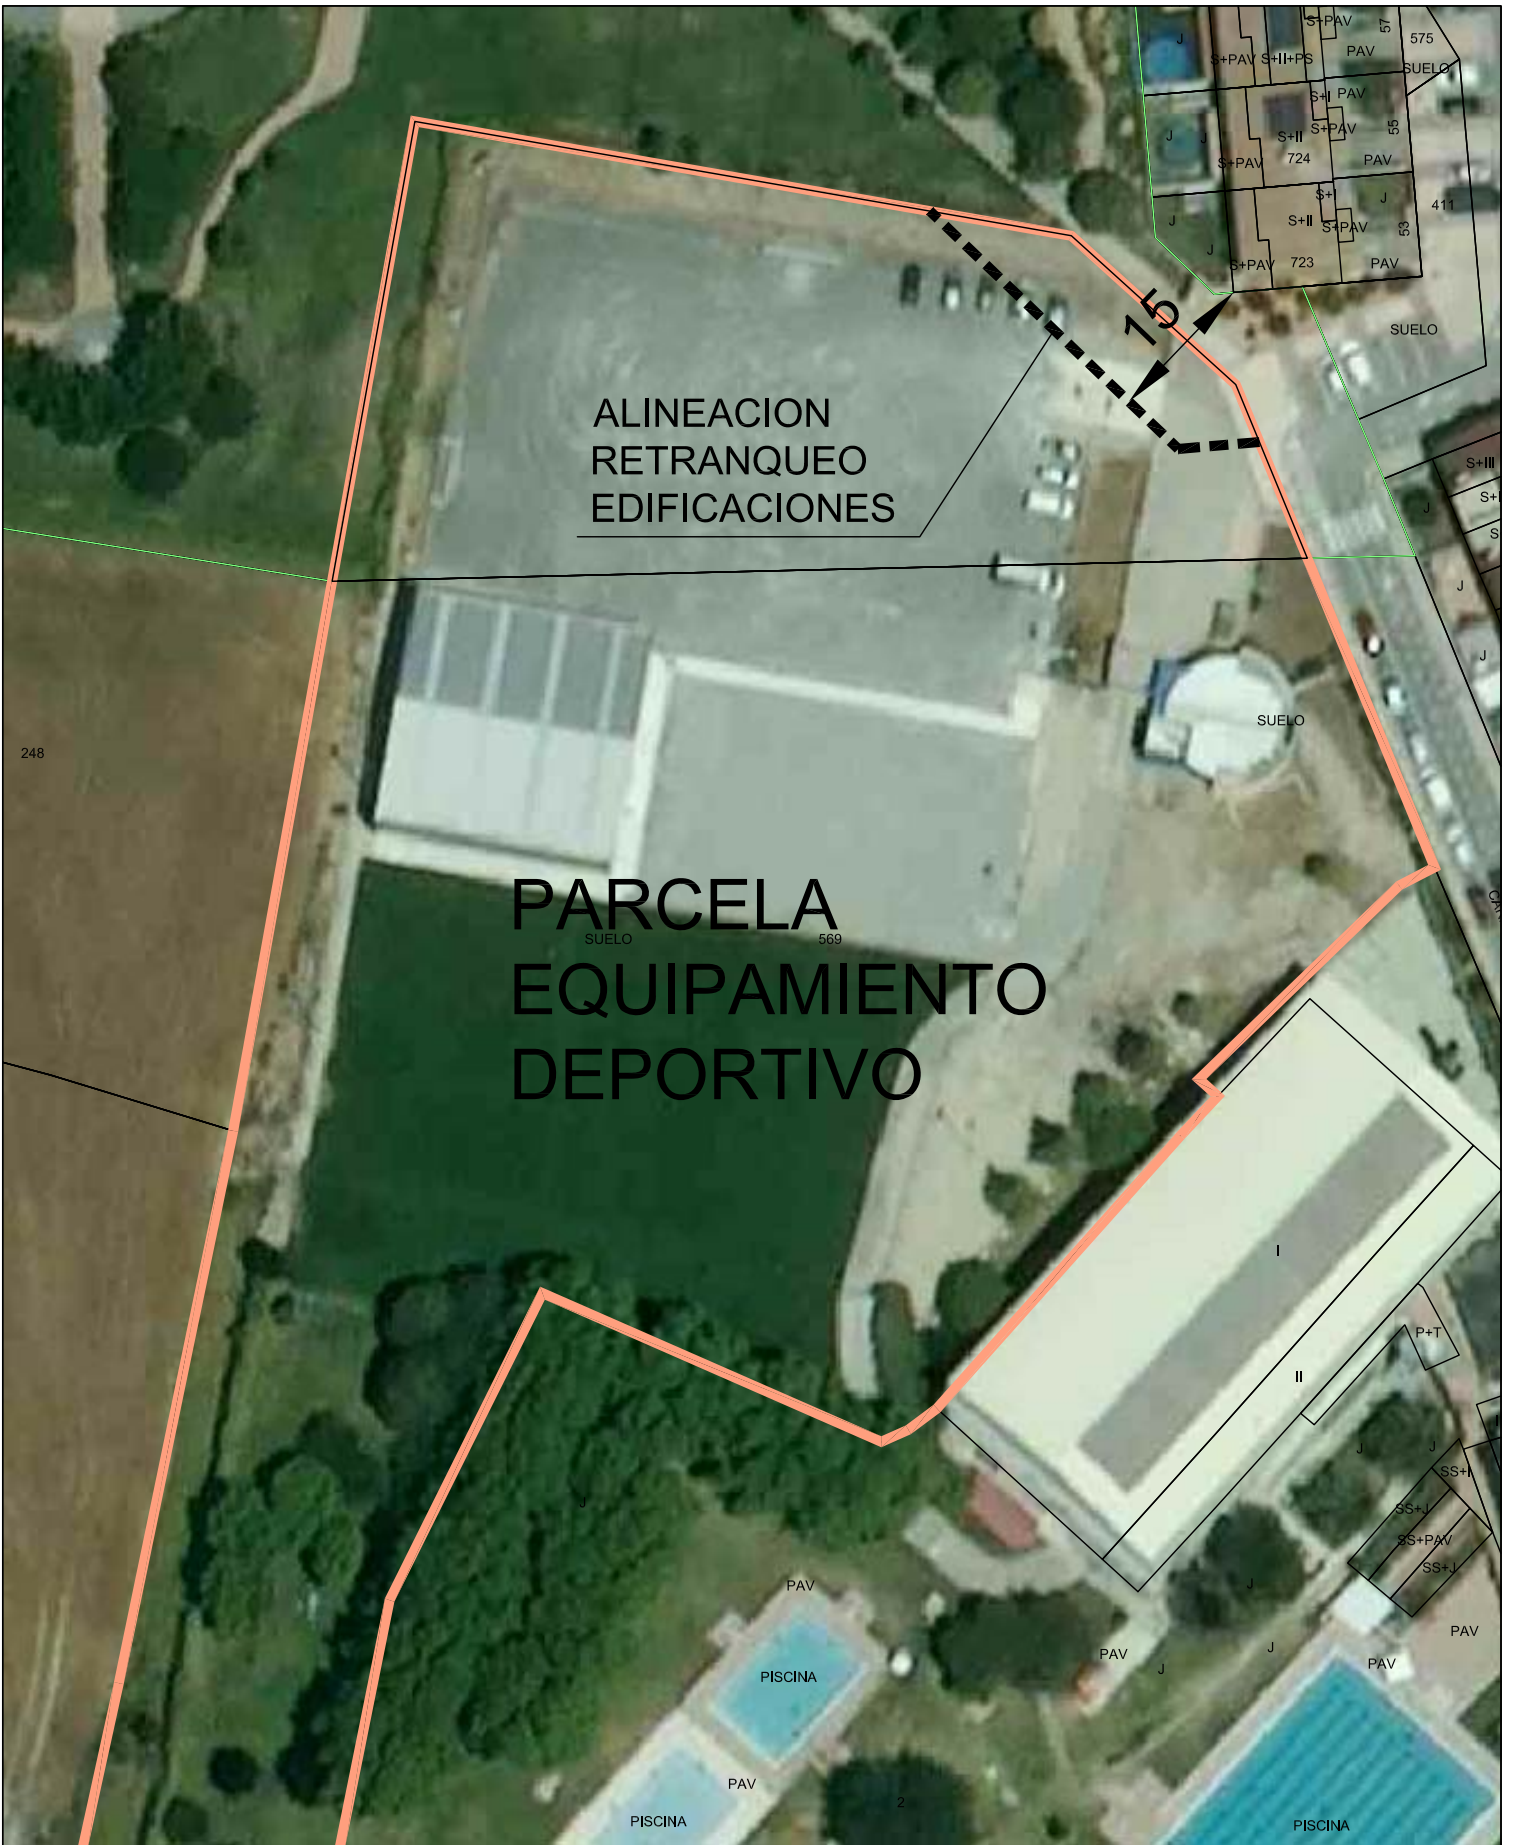 S+PAV
57
575
J
S+PAV
S+II+PS
PAV
SUELO
S+I
PAV
J
J
S+II
S+PAV
55
S+PAV
724
PAV
S+I
J
J
S+II
S+PAV
53
411
J
S+PAV
723
PAV
15
SUELO
ALINEACION
RETRANQUEO
EDIFICACIONES
S+III
J
J
J
SUELO
248
PARCELA
SUELO
569
EQUIPAMIENTO
DEPORTIVO
I
P+T
II
J
J
J
SS+I
SS+J
SS+PAV
SS+J
PAV
J
PAV
PAV
J
J
PAV
PISCINA
PAV
2
PISCINA
PISCINA